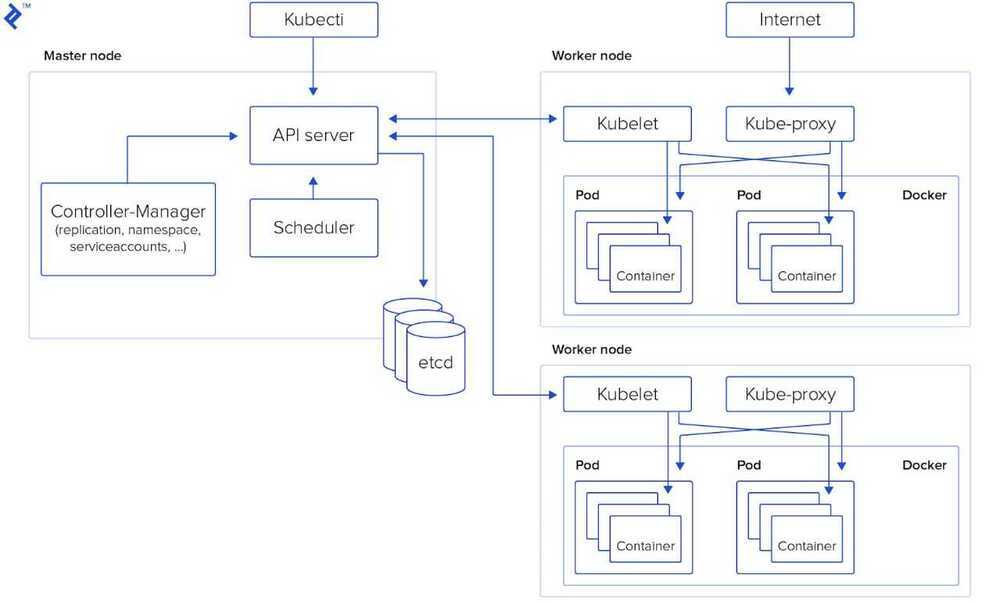 TM
Kubecti
Internet
Master node
Worker node
API server
Kubelet
Kube-proxy
Controller-Manager
(replication, namespace,
serviceaccounts, ...)
Scheduler
Pod
Pod
Docker
Container
Container
etcd
Worker node
Kubelet
Kube-proxy
Pod
Pod
Docker
Container
Container